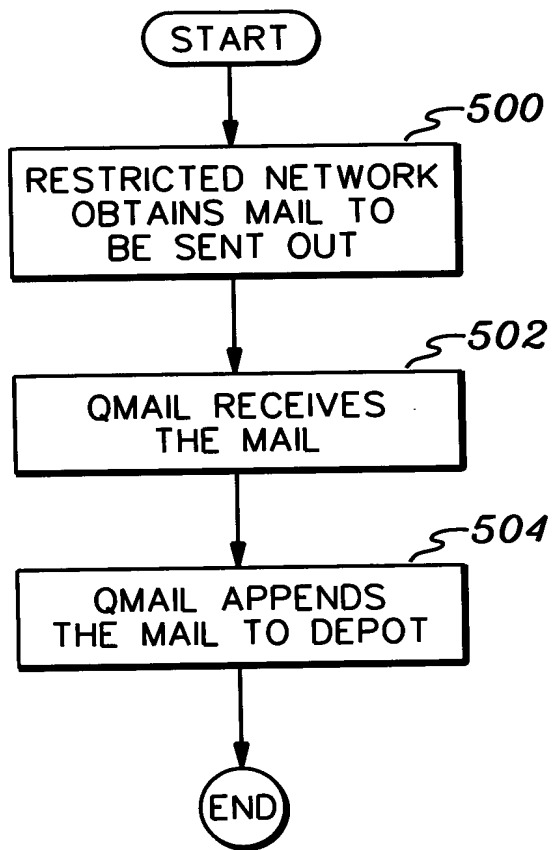 START
500
RESTRICTED NETWORK
OBTAINS MAIL TO
BE SENT OUT
502
QMAIL RECEIVES
THE MAIL
504
QMAIL APPENDS
THE MAIL TO DEPOT
END